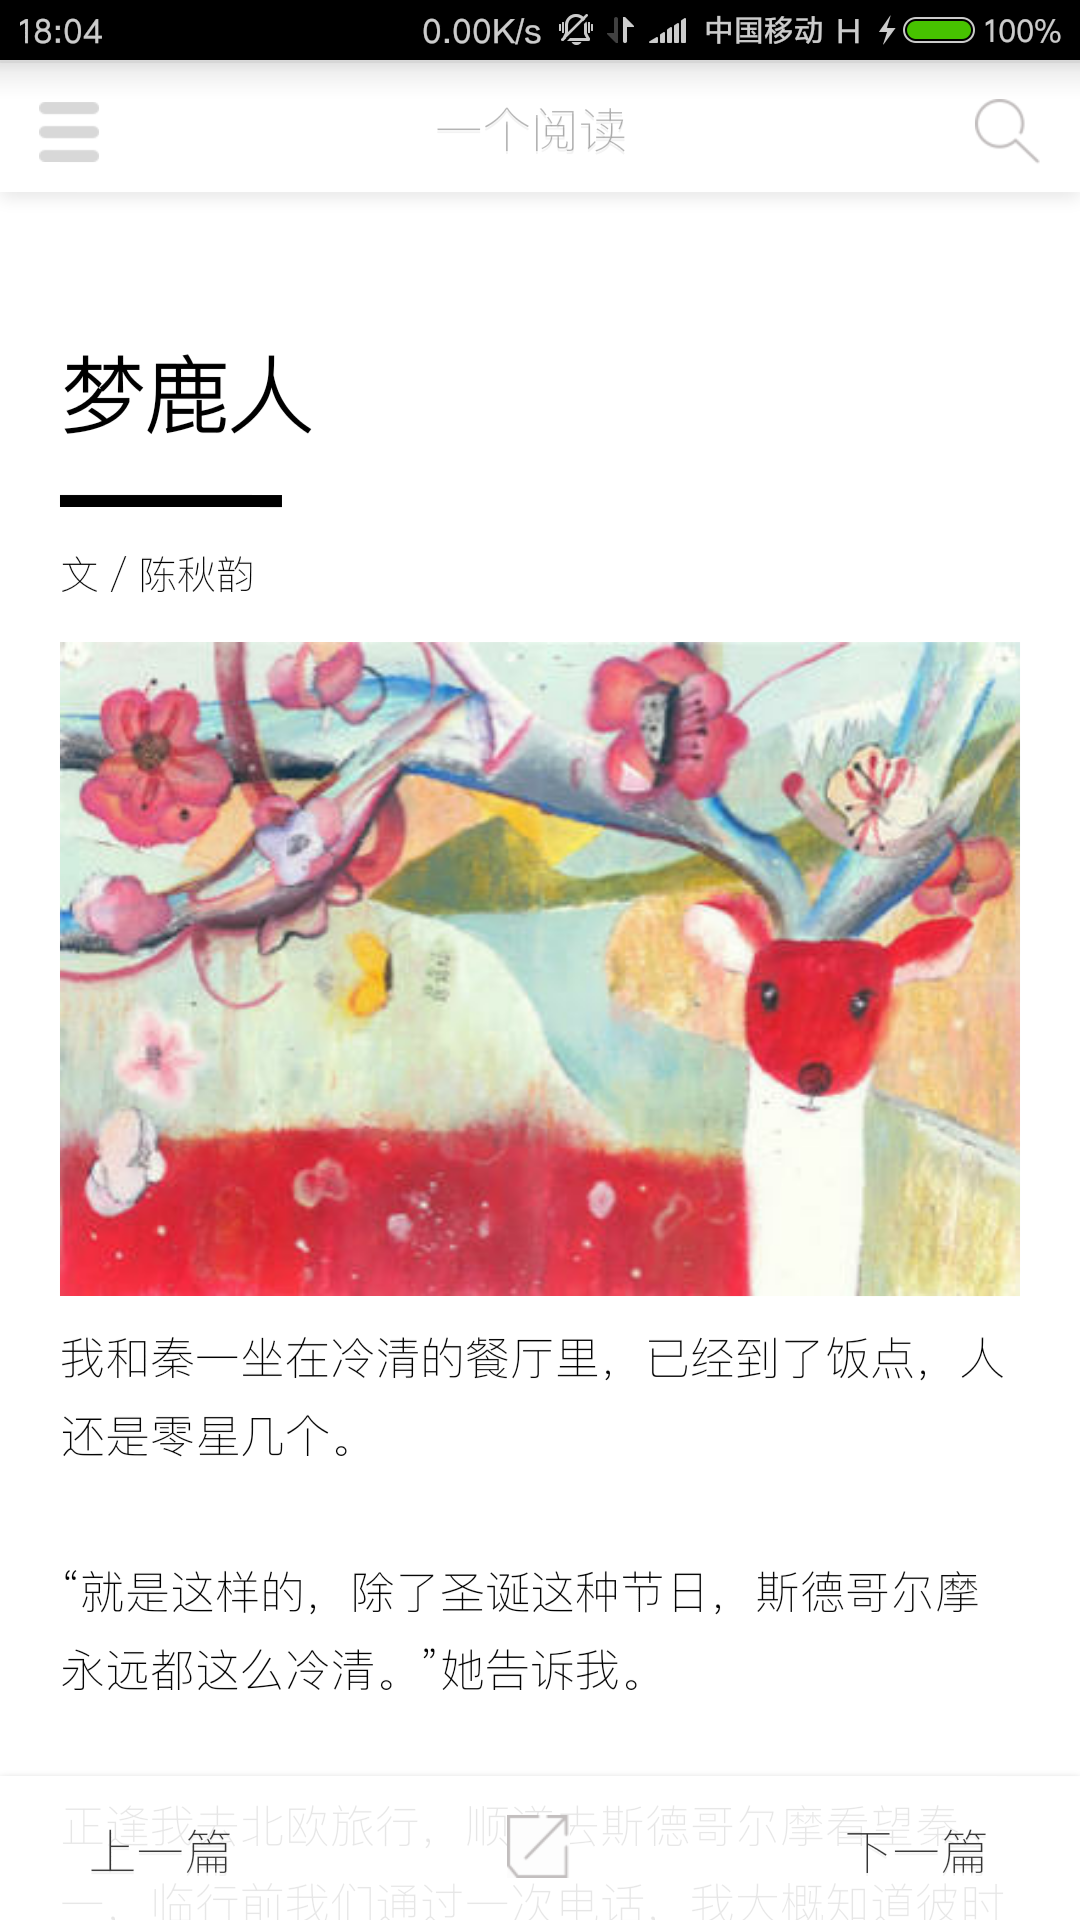 18:04 0.00K/s 中国移动 H 100%
一个阅读
梦鹿人
文 / 陈秋韵
我和秦一坐在冷清的餐厅里，已经到了饭点，人
还是零星几个。
“就是这样的，除了圣诞这种节日，斯德哥尔摩
永远都这么冷清。”她告诉我。
正逢我去北欧旅行，顺道去斯德哥尔摩看望秦
上一篇 下一篇
一，临行前我们通过一次电话，我大概知道彼时